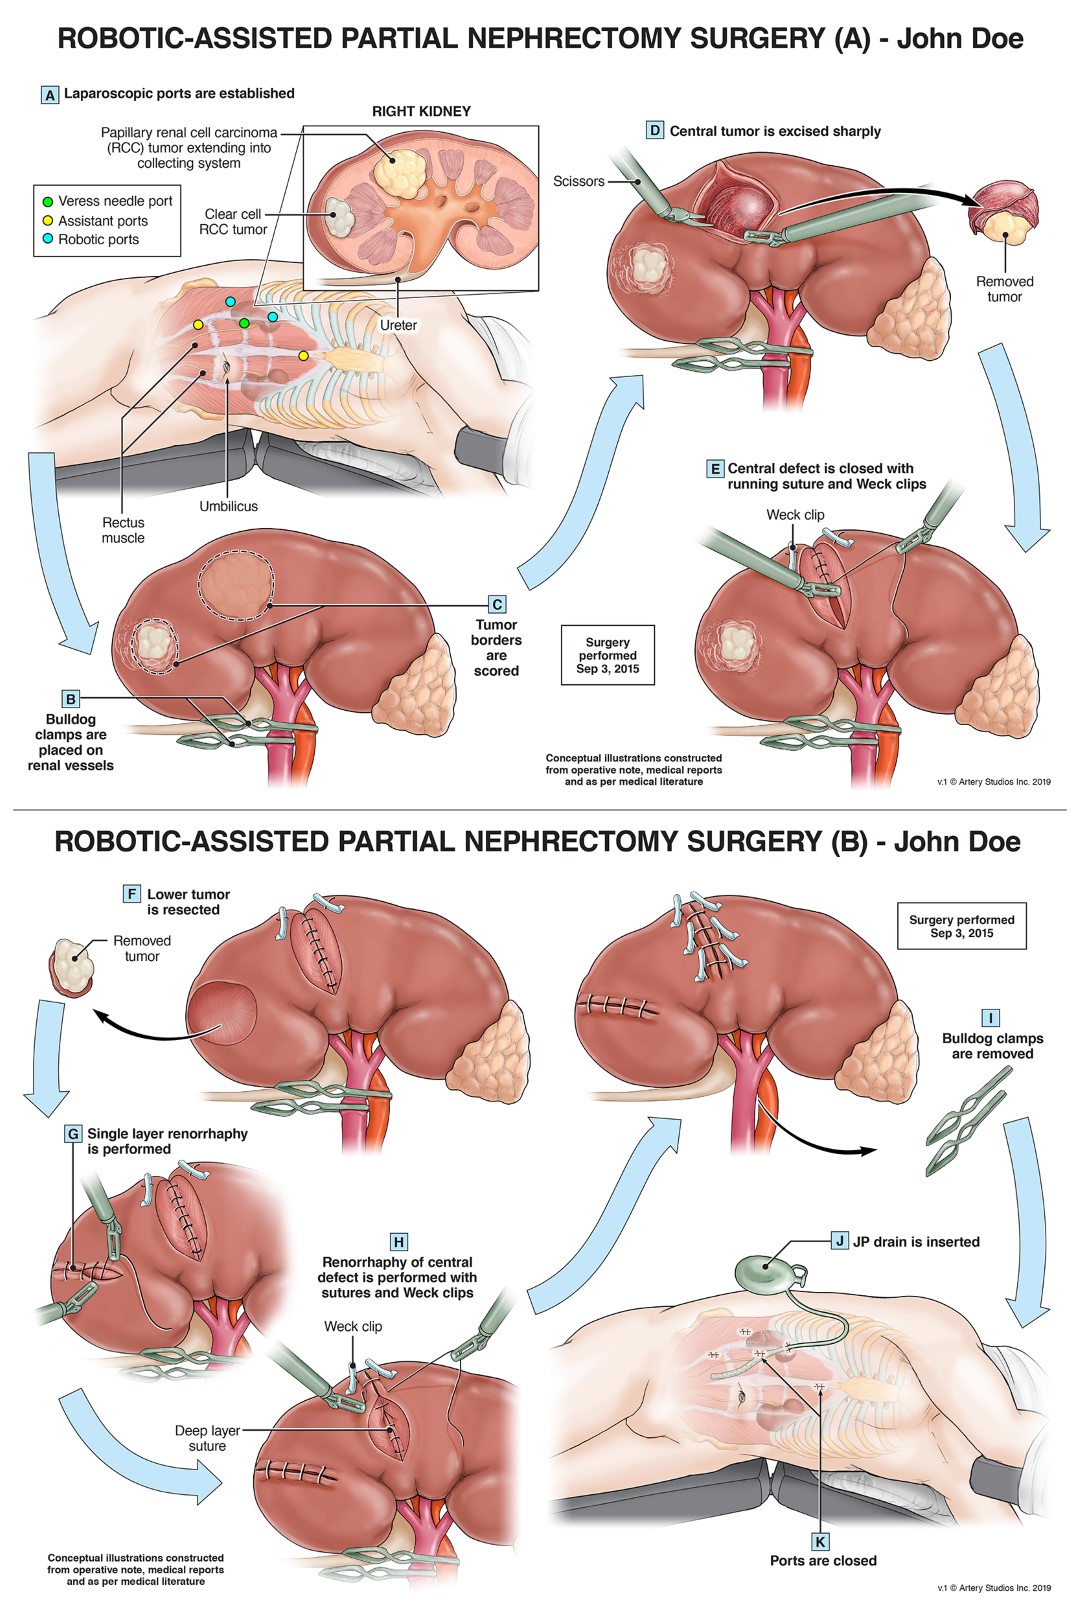 ROBOTIC-ASSISTED PARTIAL NEPHRECTOMY SURGERY (A) - John Doe
A Laparoscopic ports are established
RIGHT KIDNEY
Papillary renal cell carcinoma
(RCC) tumor extending into
collecting system
Veress needle port
Assistant ports
Robotic ports
Clear cell
RCC tumor
Ureter
Rectus
muscle
Umbilicus
B
Bulldog
clamps are
placed on
renal vessels
C
Tumor
borders
are
scored
D Central tumor is excised sharply
Scissors
Removed
tumor
E Central defect is closed with
running suture and Weck clips
Weck clip
Surgery
performed
Sep 3, 2015
Conceptual illustrations constructed
from operative note, medical reports
and as per medical literature
v.1 © Artery Studios Inc. 2019
ROBOTIC-ASSISTED PARTIAL NEPHRECTOMY SURGERY (B) - John Doe
F Lower tumor
is resected
Removed
tumor
G Single layer renorrhaphy
is performed
H
Renorrhaphy of central
defect is performed with
sutures and Weck clips
Weck clip
Deep layer
suture
Surgery performed
Sep 3, 2015
I
Bulldog clamps
are removed
J JP drain is inserted
K
Ports are closed
Conceptual illustrations constructed
from operative note, medical reports
and as per medical literature
v.1 © Artery Studios Inc. 2019